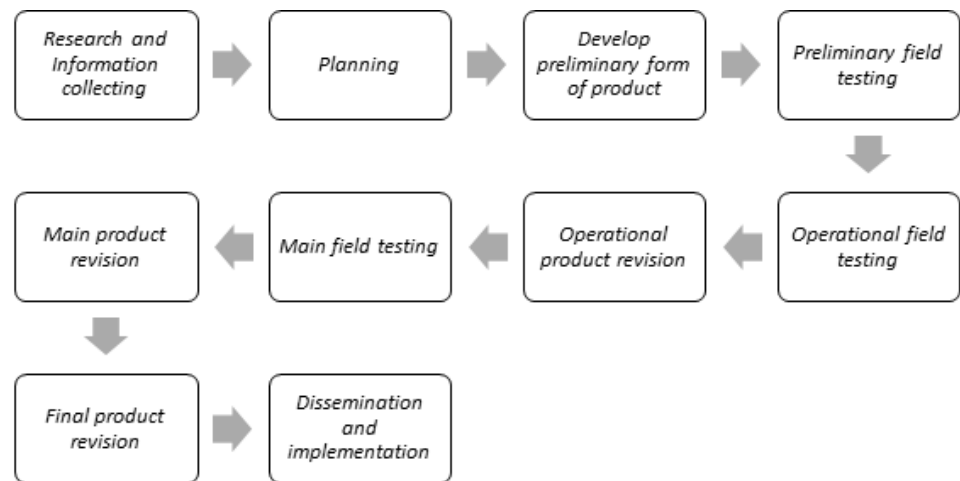 Research and
Information
collecting
Planning
Develop
preliminary form
of product
Preliminary field
testing
Operational field
testing
Operational
product revision
Main field testing
Main product
revision
Final product
revision
Dissemination
and
implementation